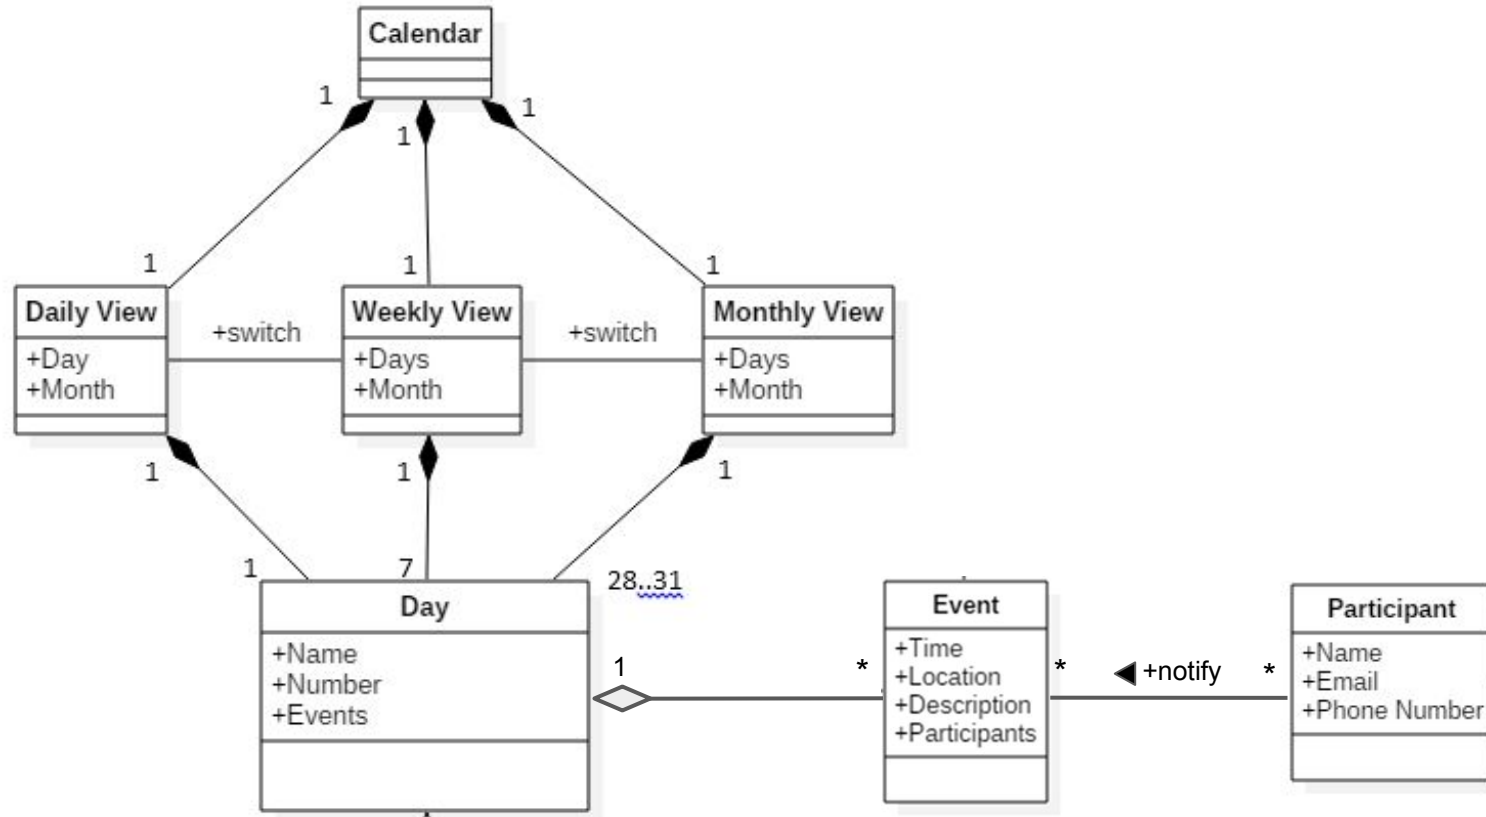 Calendar
1
1
1
1
1
1
Daily View
+Day
+Month
+switch
Weekly View
+Days
+Month
+switch
Monthly View
+Days
+Month
1
1
1
1
7
28..31
Day
+Name
+Number
+Events
1
*
Event
+Time
+Location
+Description
+Participants
*
◀ +notify
*
Participant
+Name
+Email
+Phone Number